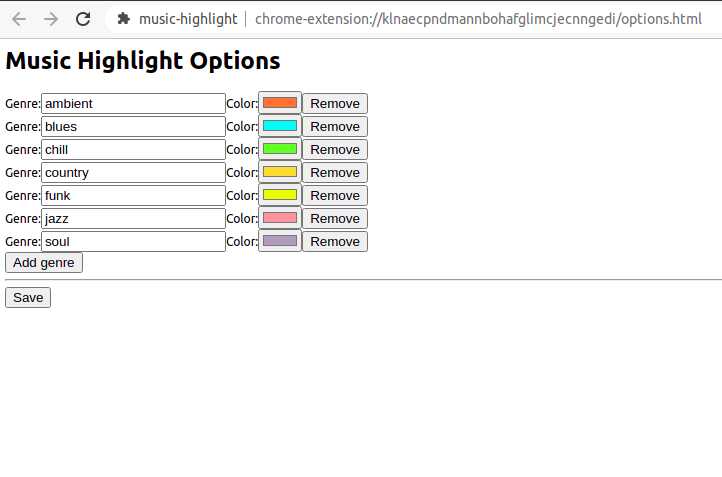 music-highlight chrome-extension://klnaecpndmannbohafglimcjecnngedi/options.html
Music Highlight Options
Genre: ambient Color: Remove
Genre: blues Color: Remove
Genre: chill Color: Remove
Genre: country Color: Remove
Genre: funk Color: Remove
Genre: jazz Color: Remove
Genre: soul Color: Remove
Add genre
Save